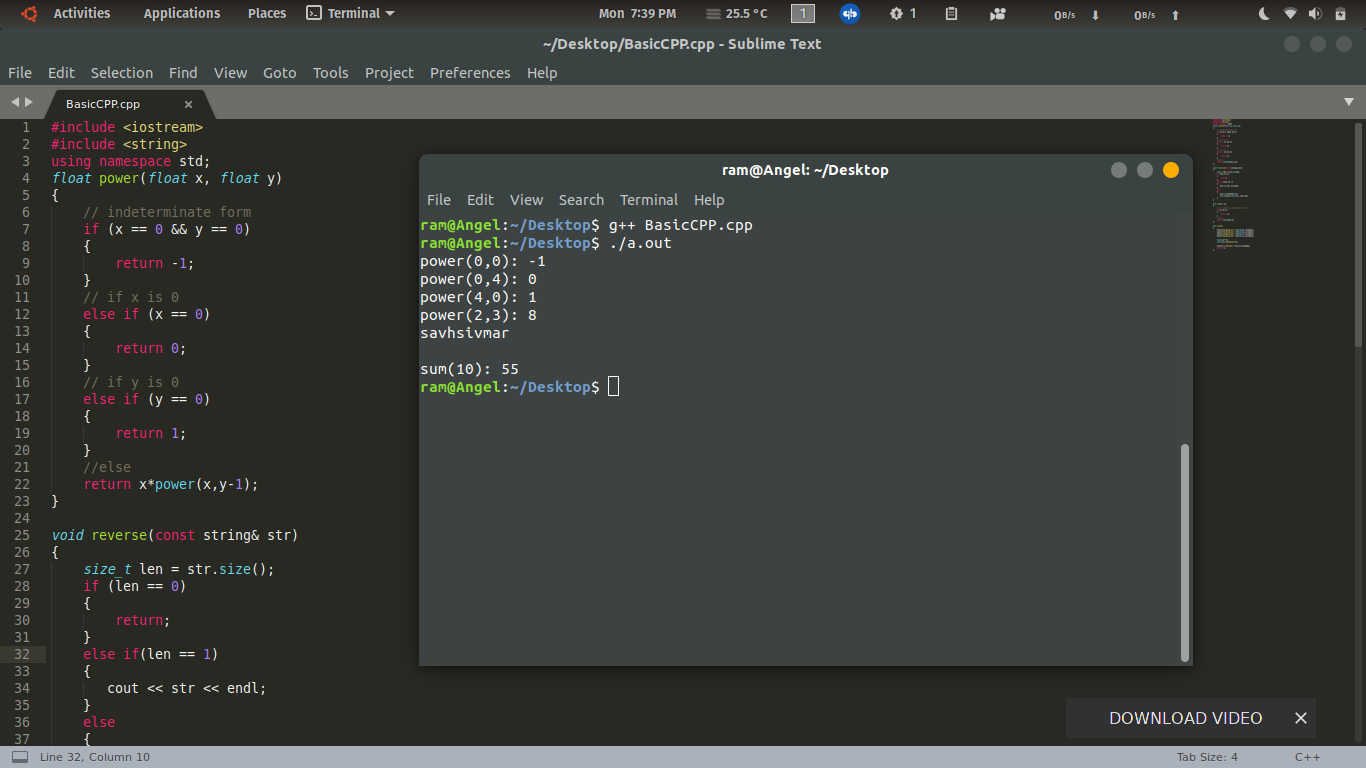 Activities Applications Places Terminal Mon 7:39 PM 25.5 °C 1 1 0 B/s ↓ 0 B/s ↑
~/Desktop/BasicCPP.cpp - Sublime Text
File Edit Selection Find View Goto Tools Project Preferences Help
BasicCPP.cpp ×
1 #include <iostream>
2 #include <string>
3 using namespace std;
4 float power(float x, float y)
5 {
6 // indeterminate form
7 if (x == 0 && y == 0)
8 {
9 return -1;
10 }
11 // if x is 0
12 else if (x == 0)
13 {
14 return 0;
15 }
16 // if y is 0
17 else if (y == 0)
18 {
19 return 1;
20 }
21 //else
22 return x*power(x,y-1);
23 }
24
25 void reverse(const string& str)
26 {
27 size_t len = str.size();
28 if (len == 0)
29 {
30 return;
31 }
32 else if(len == 1)
33 {
34 cout << str << endl;
35 }
36 else
37 {
ram@Angel: ~/Desktop
File Edit View Search Terminal Help
ram@Angel:~/Desktop$ g++ BasicCPP.cpp
ram@Angel:~/Desktop$ ./a.out
power(0,0): -1
power(0,4): 0
power(4,0): 1
power(2,3): 8
savhsivmar
sum(10): 55
ram@Angel:~/Desktop$
DOWNLOAD VIDEO ×
Line 32, Column 10 Tab Size: 4 C++